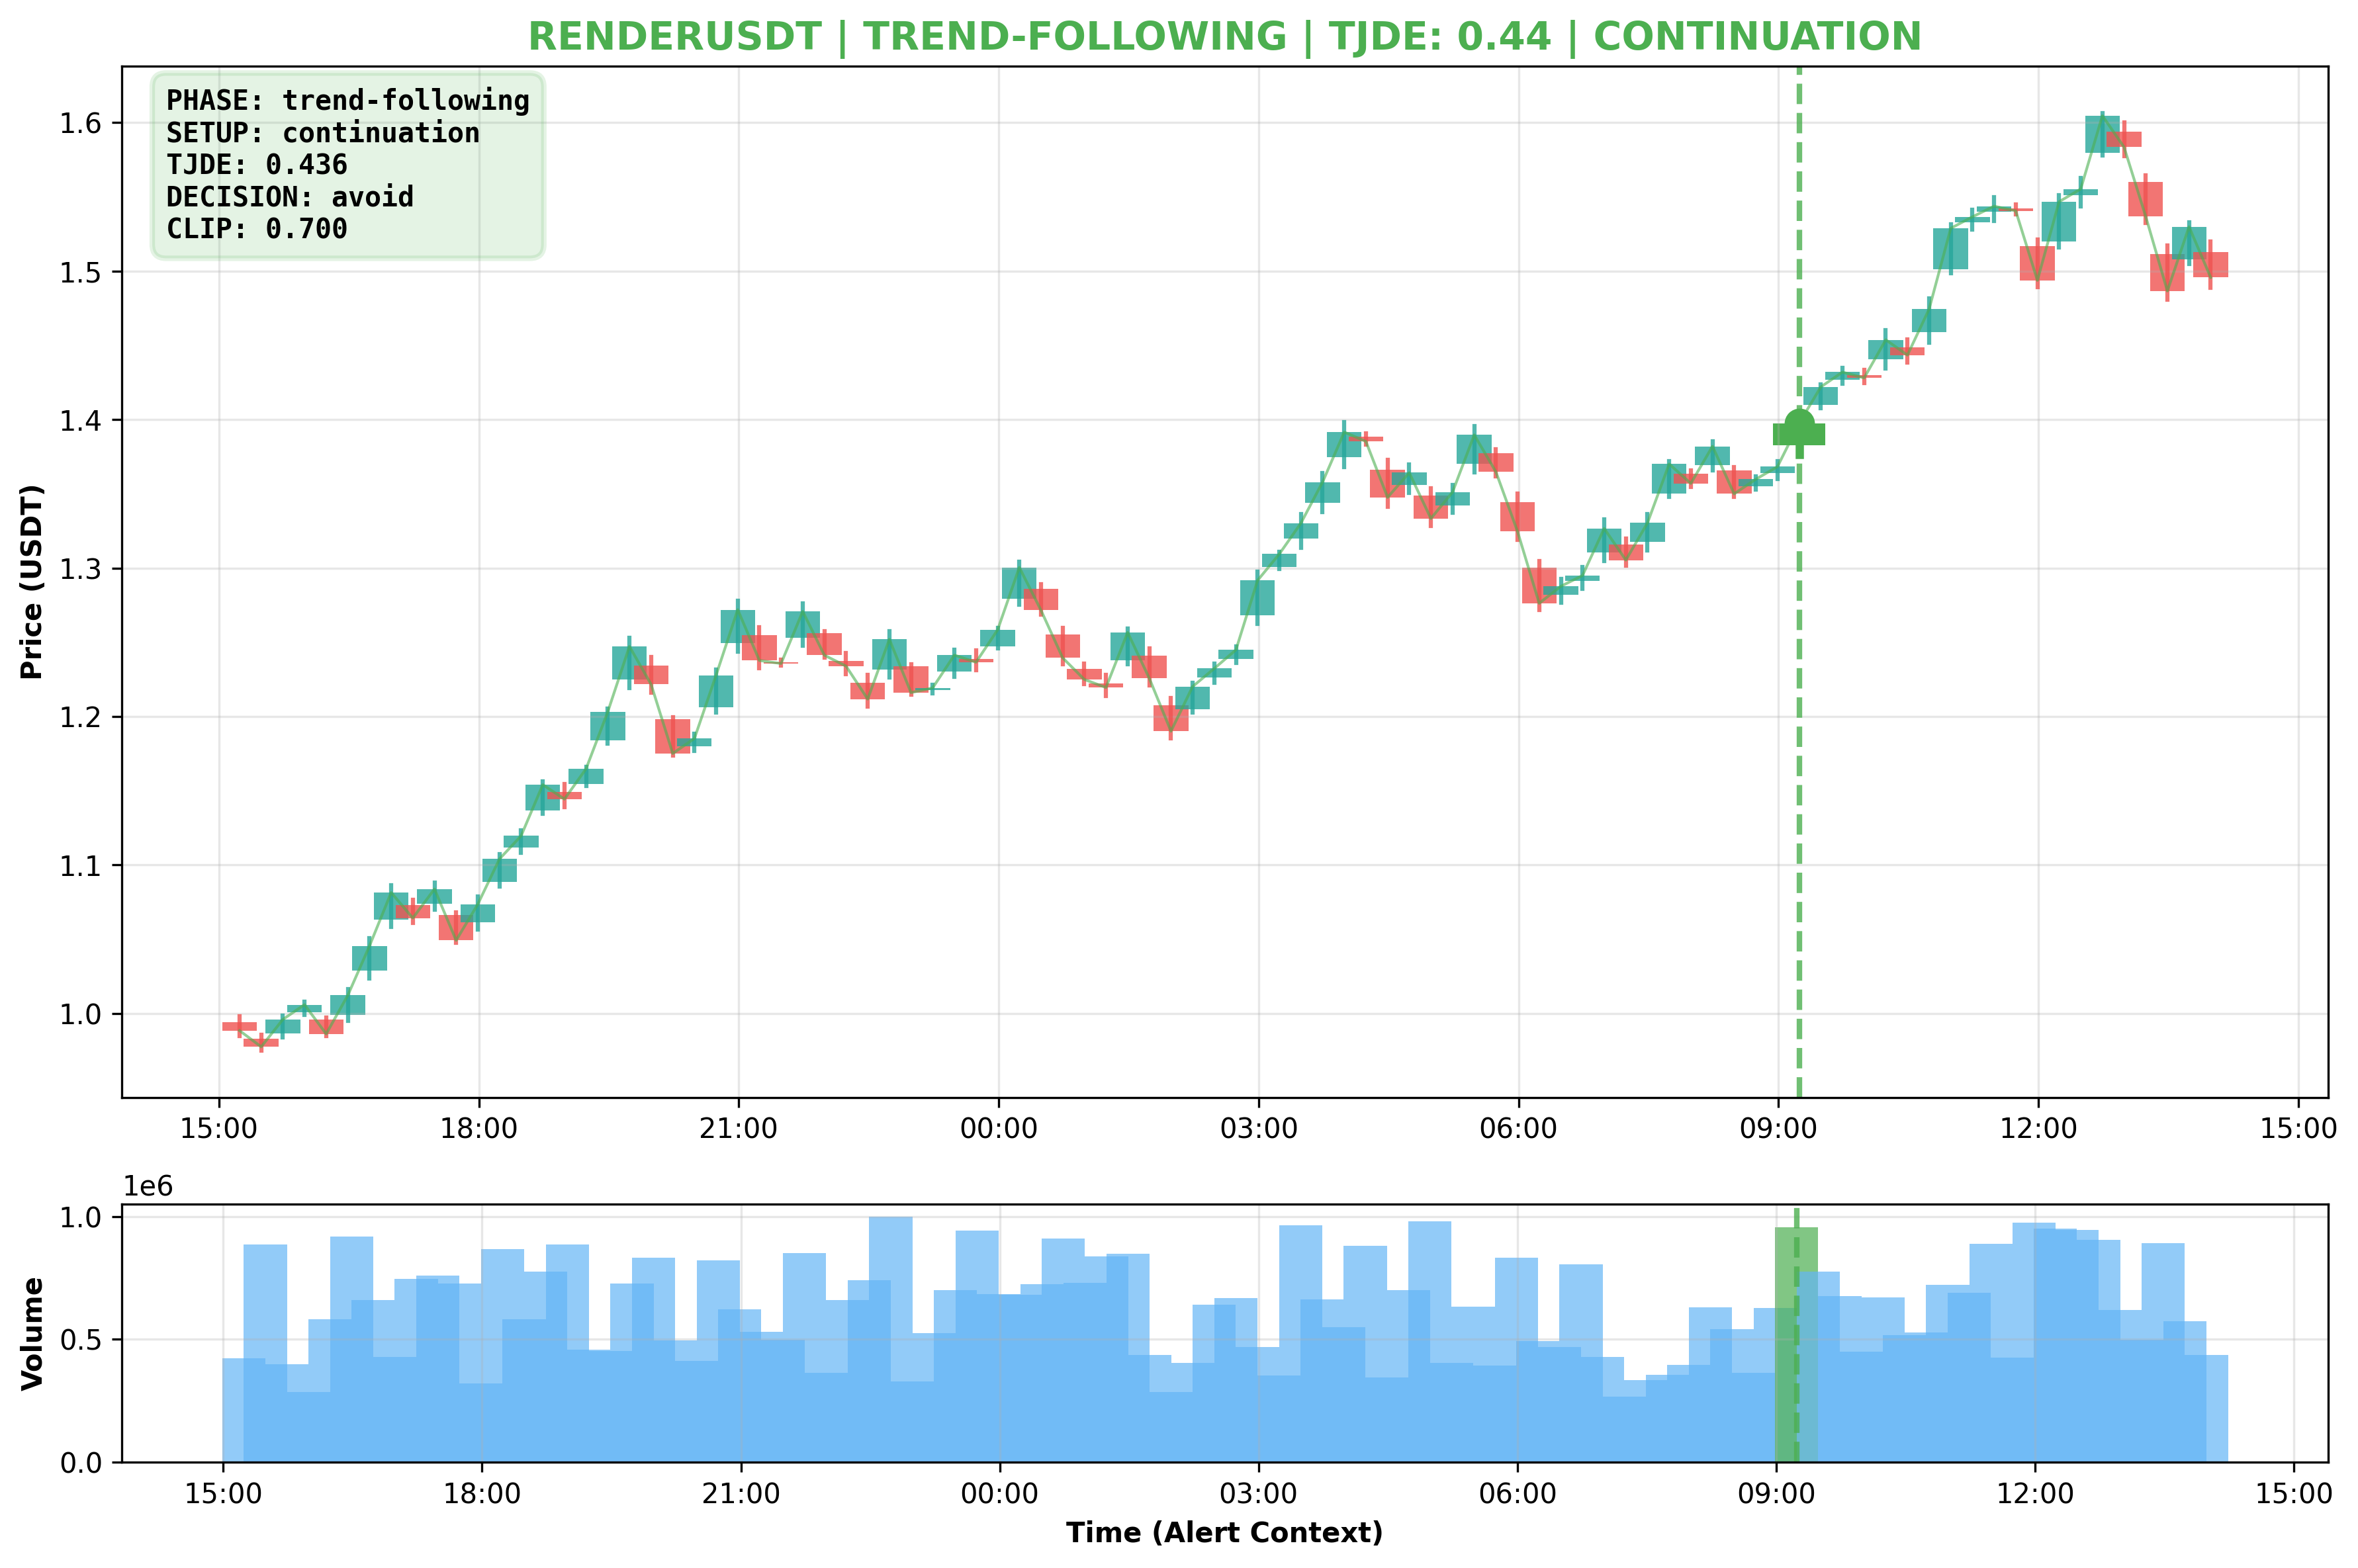 RENDERUSDT | TREND-FOLLOWING | TJDE: 0.44 | CONTINUATION
PHASE: trend-following
SETUP: continuation
TJDE: 0.436
DECISION: avoid
CLIP: 0.700
Price (USDT)
1.6
1.5
1.4
1.3
1.2
1.1
1.0
15:00 18:00 21:00 00:00 03:00 06:00 09:00 12:00 15:00
1e6
Volume
1.0
0.5
0.0
15:00 18:00 21:00 00:00 03:00 06:00 09:00 12:00 15:00
Time (Alert Context)